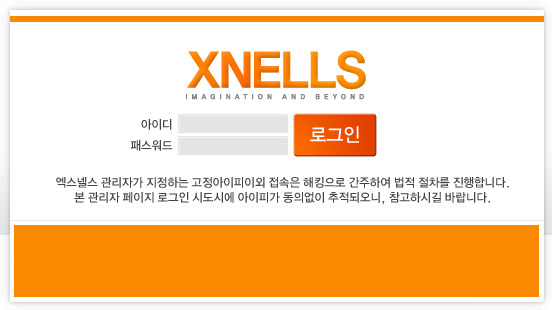 XNELLS
IMAGINATION AND BEYOND
아이디
로그인
패스워드
엑스넬스 관리자가 지정하는 고정아이피이외 접속은 해킹으로 간주하여 법적 절차를 진행합니다.
본 관리자 페이지 로그인 시도시에 아이피가 동의없이 추적되오니, 참고하시길 바랍니다.